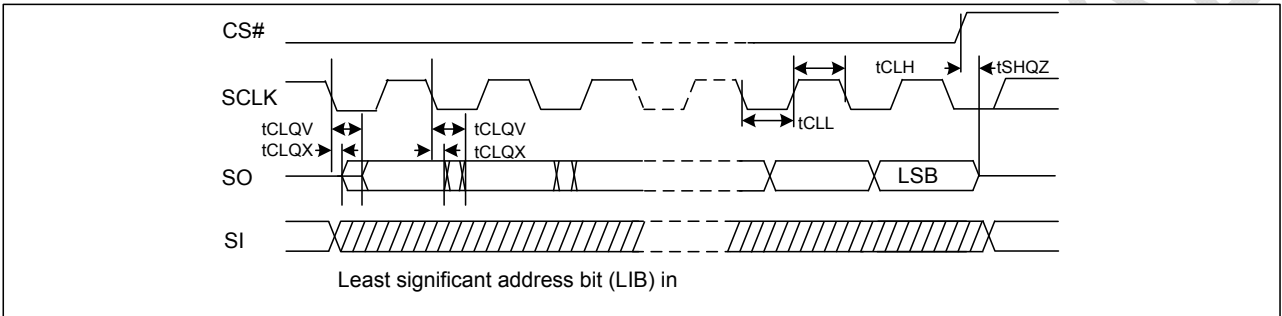 CS#
tCLH
tSHQZ
SCLK
tCLL
tCLQV
tCLQV
tCLQX
tCLQX
SO
LSB
SI
Least significant address bit (LIB) in